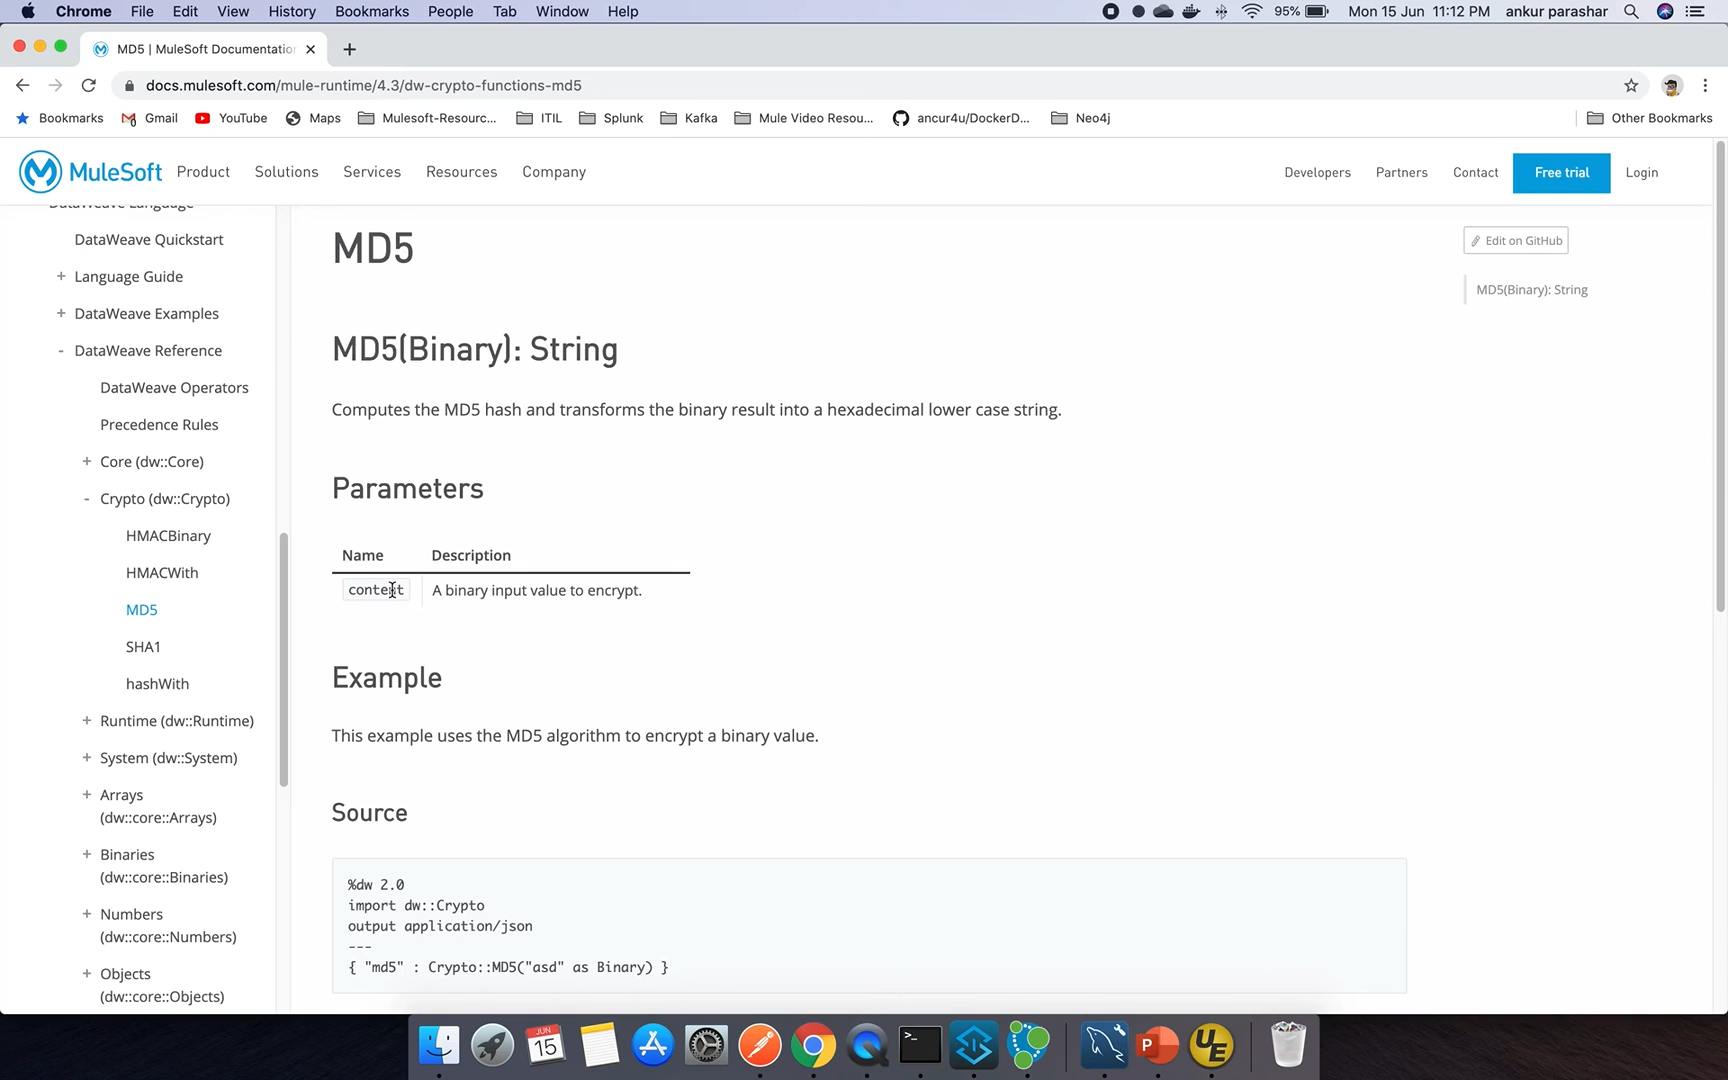 Chrome File Edit View History Bookmarks People Tab Window Help 95% Mon 15 Jun 11:12 PM ankur parashar
MD5 | MuleSoft Documentation
docs.mulesoft.com/mule-runtime/4.3/dw-crypto-functions-md5
Bookmarks Gmail YouTube Maps Mulesoft-Resourc... ITIL Splunk Kafka Mule Video Resou... ancur4u/DockerD... Neo4j Other Bookmarks
MuleSoft Product Solutions Services Resources Company Developers Partners Contact Free trial Login
DataWeave Language
DataWeave Quickstart
+ Language Guide
+ DataWeave Examples
- DataWeave Reference
DataWeave Operators
Precedence Rules
+ Core (dw::Core)
- Crypto (dw::Crypto)
HMACBinary
HMACWith
MD5
SHA1
hashWith
+ Runtime (dw::Runtime)
+ System (dw::System)
+ Arrays
(dw::core::Arrays)
+ Binaries
(dw::core::Binaries)
+ Numbers
(dw::core::Numbers)
+ Objects
(dw::core::Objects)
MD5
MD5(Binary): String
Computes the MD5 hash and transforms the binary result into a hexadecimal lower case string.
Parameters
Name Description
content A binary input value to encrypt.
Example
This example uses the MD5 algorithm to encrypt a binary value.
Source
%dw 2.0
import dw::Crypto
output application/json
---
{ "md5" : Crypto::MD5("asd" as Binary) }
Edit on GitHub
MD5(Binary): String
JUN
15
>_
P
UE